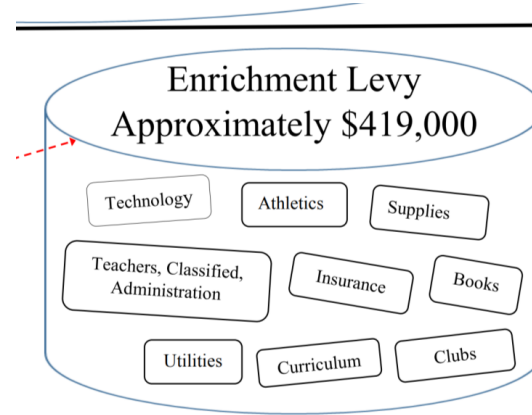 Enrichment Levy
Approximately $419,000
Technology
Athletics
Supplies
Teachers, Classified,
Administration
Insurance
Books
Utilities
Curriculum
Clubs